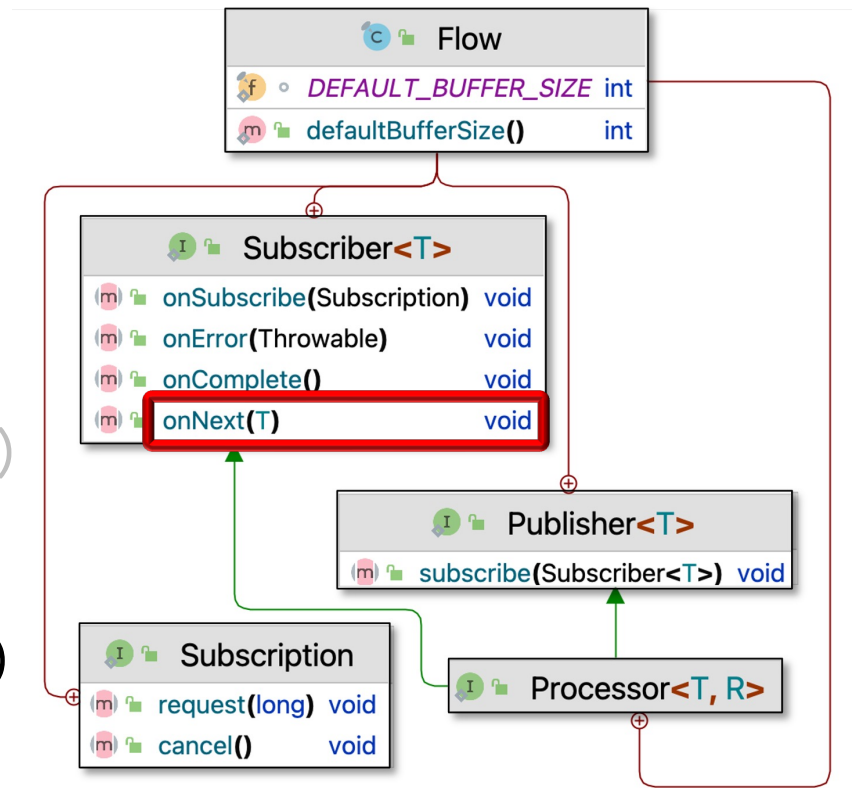 C Flow
f DEFAULT_BUFFER_SIZE int
m defaultBufferSize() int
I Subscriber<T>
m onSubscribe(Subscription) void
m onError(Throwable) void
m onComplete() void
m onNext(T) void
I Publisher<T>
m subscribe(Subscriber<T>) void
I Subscription
m request(long) void
m cancel() void
I Processor<T, R>